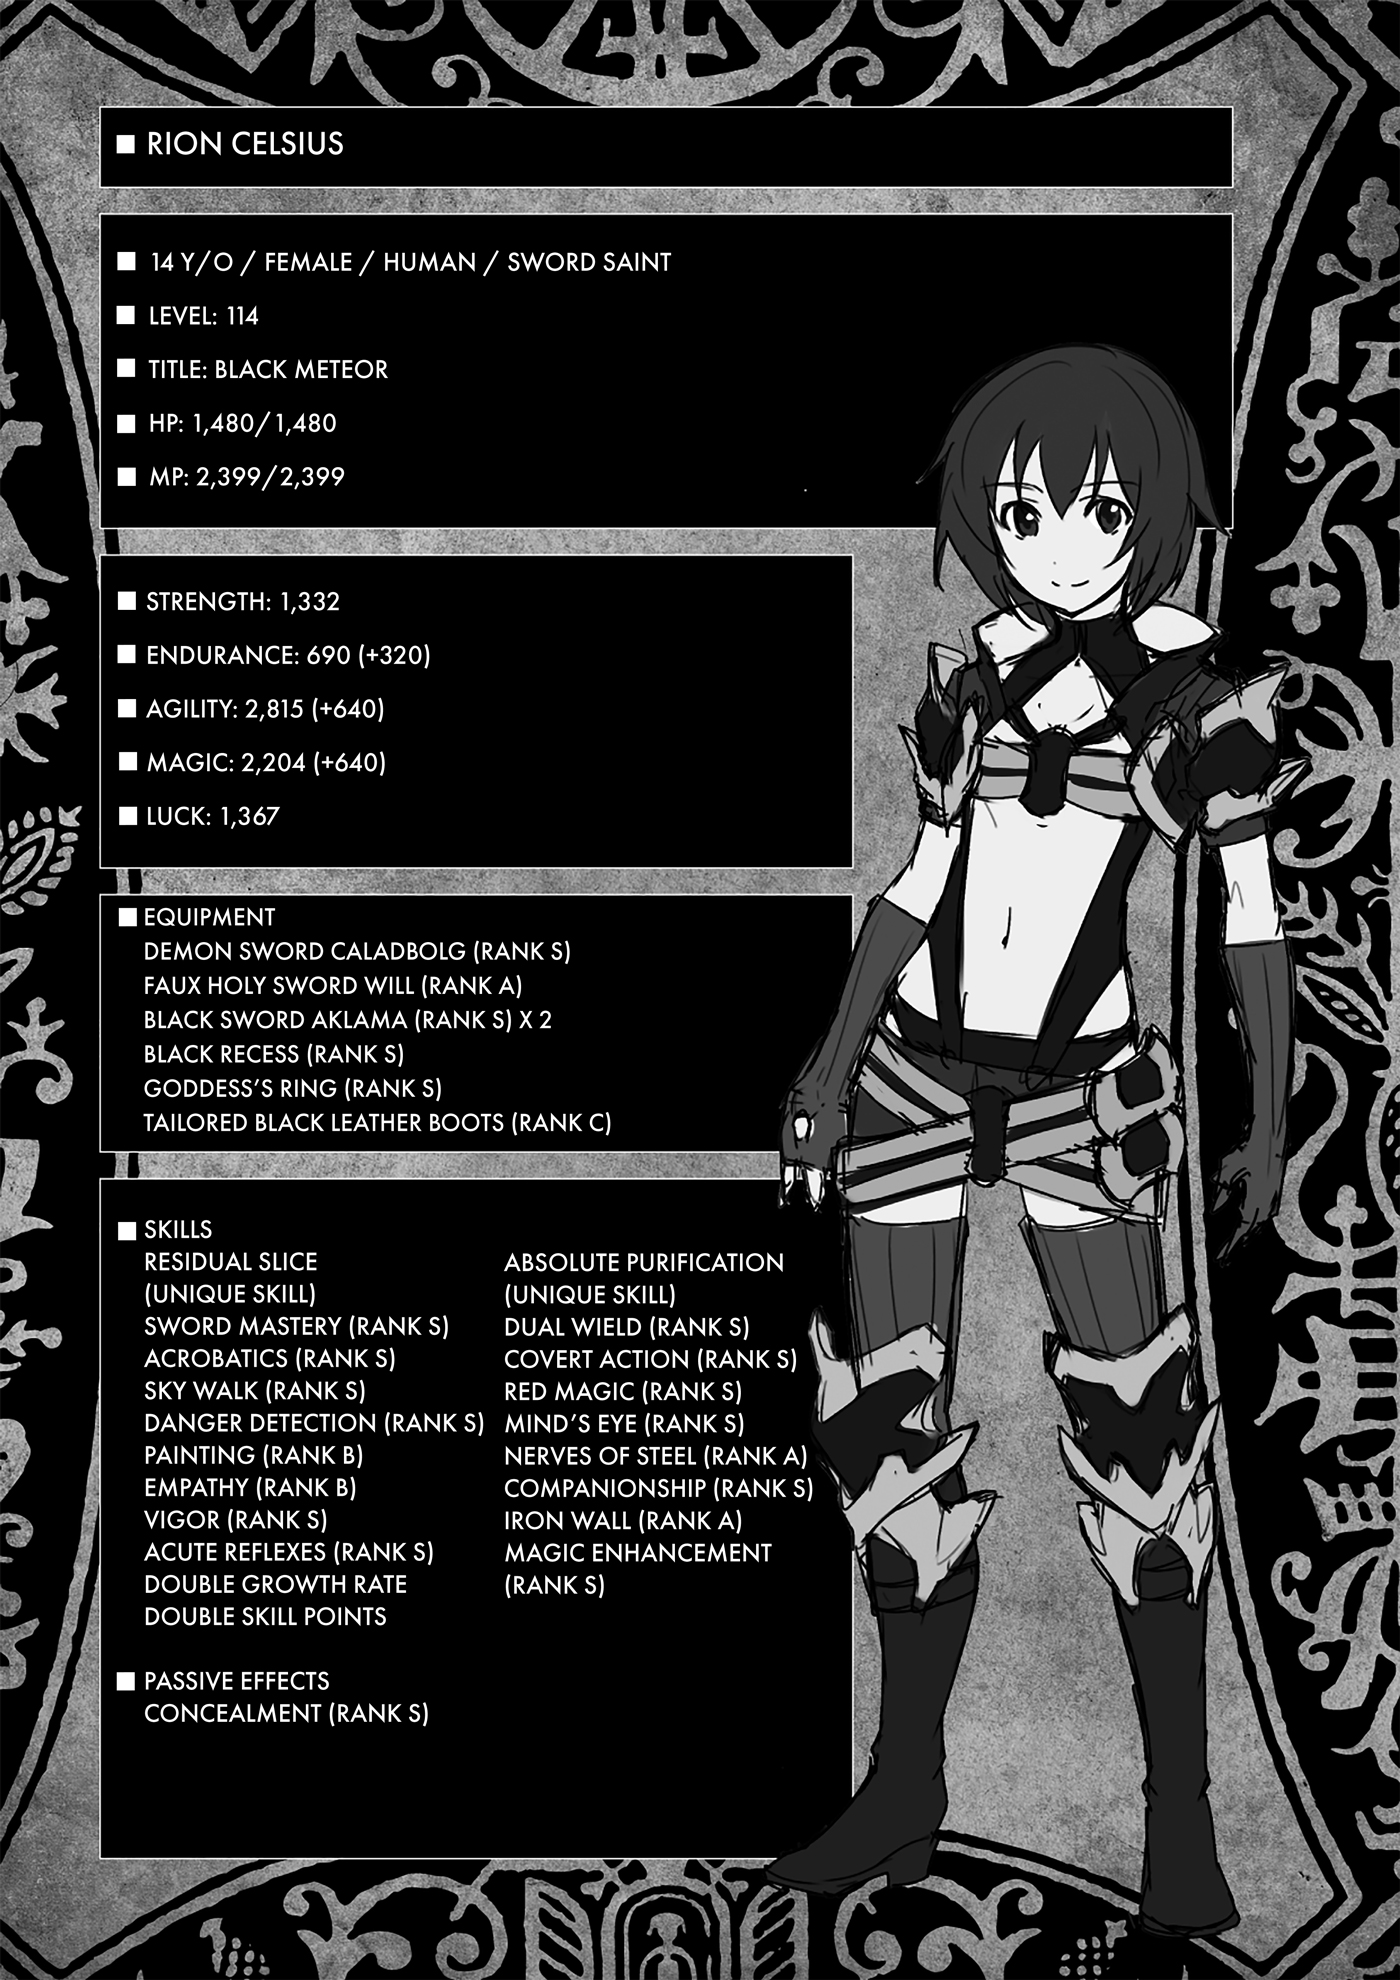 RION CELSIUS
14 Y/O / FEMALE / HUMAN / SWORD SAINT
LEVEL: 114
TITLE: BLACK METEOR
HP: 1,480/1,480
MP: 2,399/2,399
STRENGTH: 1,332
ENDURANCE: 690 (+320)
AGILITY: 2,815 (+640)
MAGIC: 2,204 (+640)
LUCK: 1,367
EQUIPMENT
DEMON SWORD CALADBOLG (RANK S)
FAUX HOLY SWORD WILL (RANK A)
BLACK SWORD AKLAMA (RANK S) X 2
BLACK RECESS (RANK S)
GODDESS'S RING (RANK S)
TAILORED BLACK LEATHER BOOTS (RANK C)
SKILLS
RESIDUAL SLICE
(UNIQUE SKILL)
SWORD MASTERY (RANK S)
ACROBATICS (RANK S)
SKY WALK (RANK S)
DANGER DETECTION (RANK S)
PAINTING (RANK B)
EMPATHY (RANK B)
VIGOR (RANK S)
ACUTE REFLEXES (RANK S)
DOUBLE GROWTH RATE
DOUBLE SKILL POINTS
ABSOLUTE PURIFICATION
(UNIQUE SKILL)
DUAL WIELD (RANK S)
COVERT ACTION (RANK S)
RED MAGIC (RANK S)
MIND'S EYE (RANK S)
NERVES OF STEEL (RANK A)
COMPANIONSHIP (RANK S)
IRON WALL (RANK A)
MAGIC ENHANCEMENT
(RANK S)
PASSIVE EFFECTS
CONCEALMENT (RANK S)